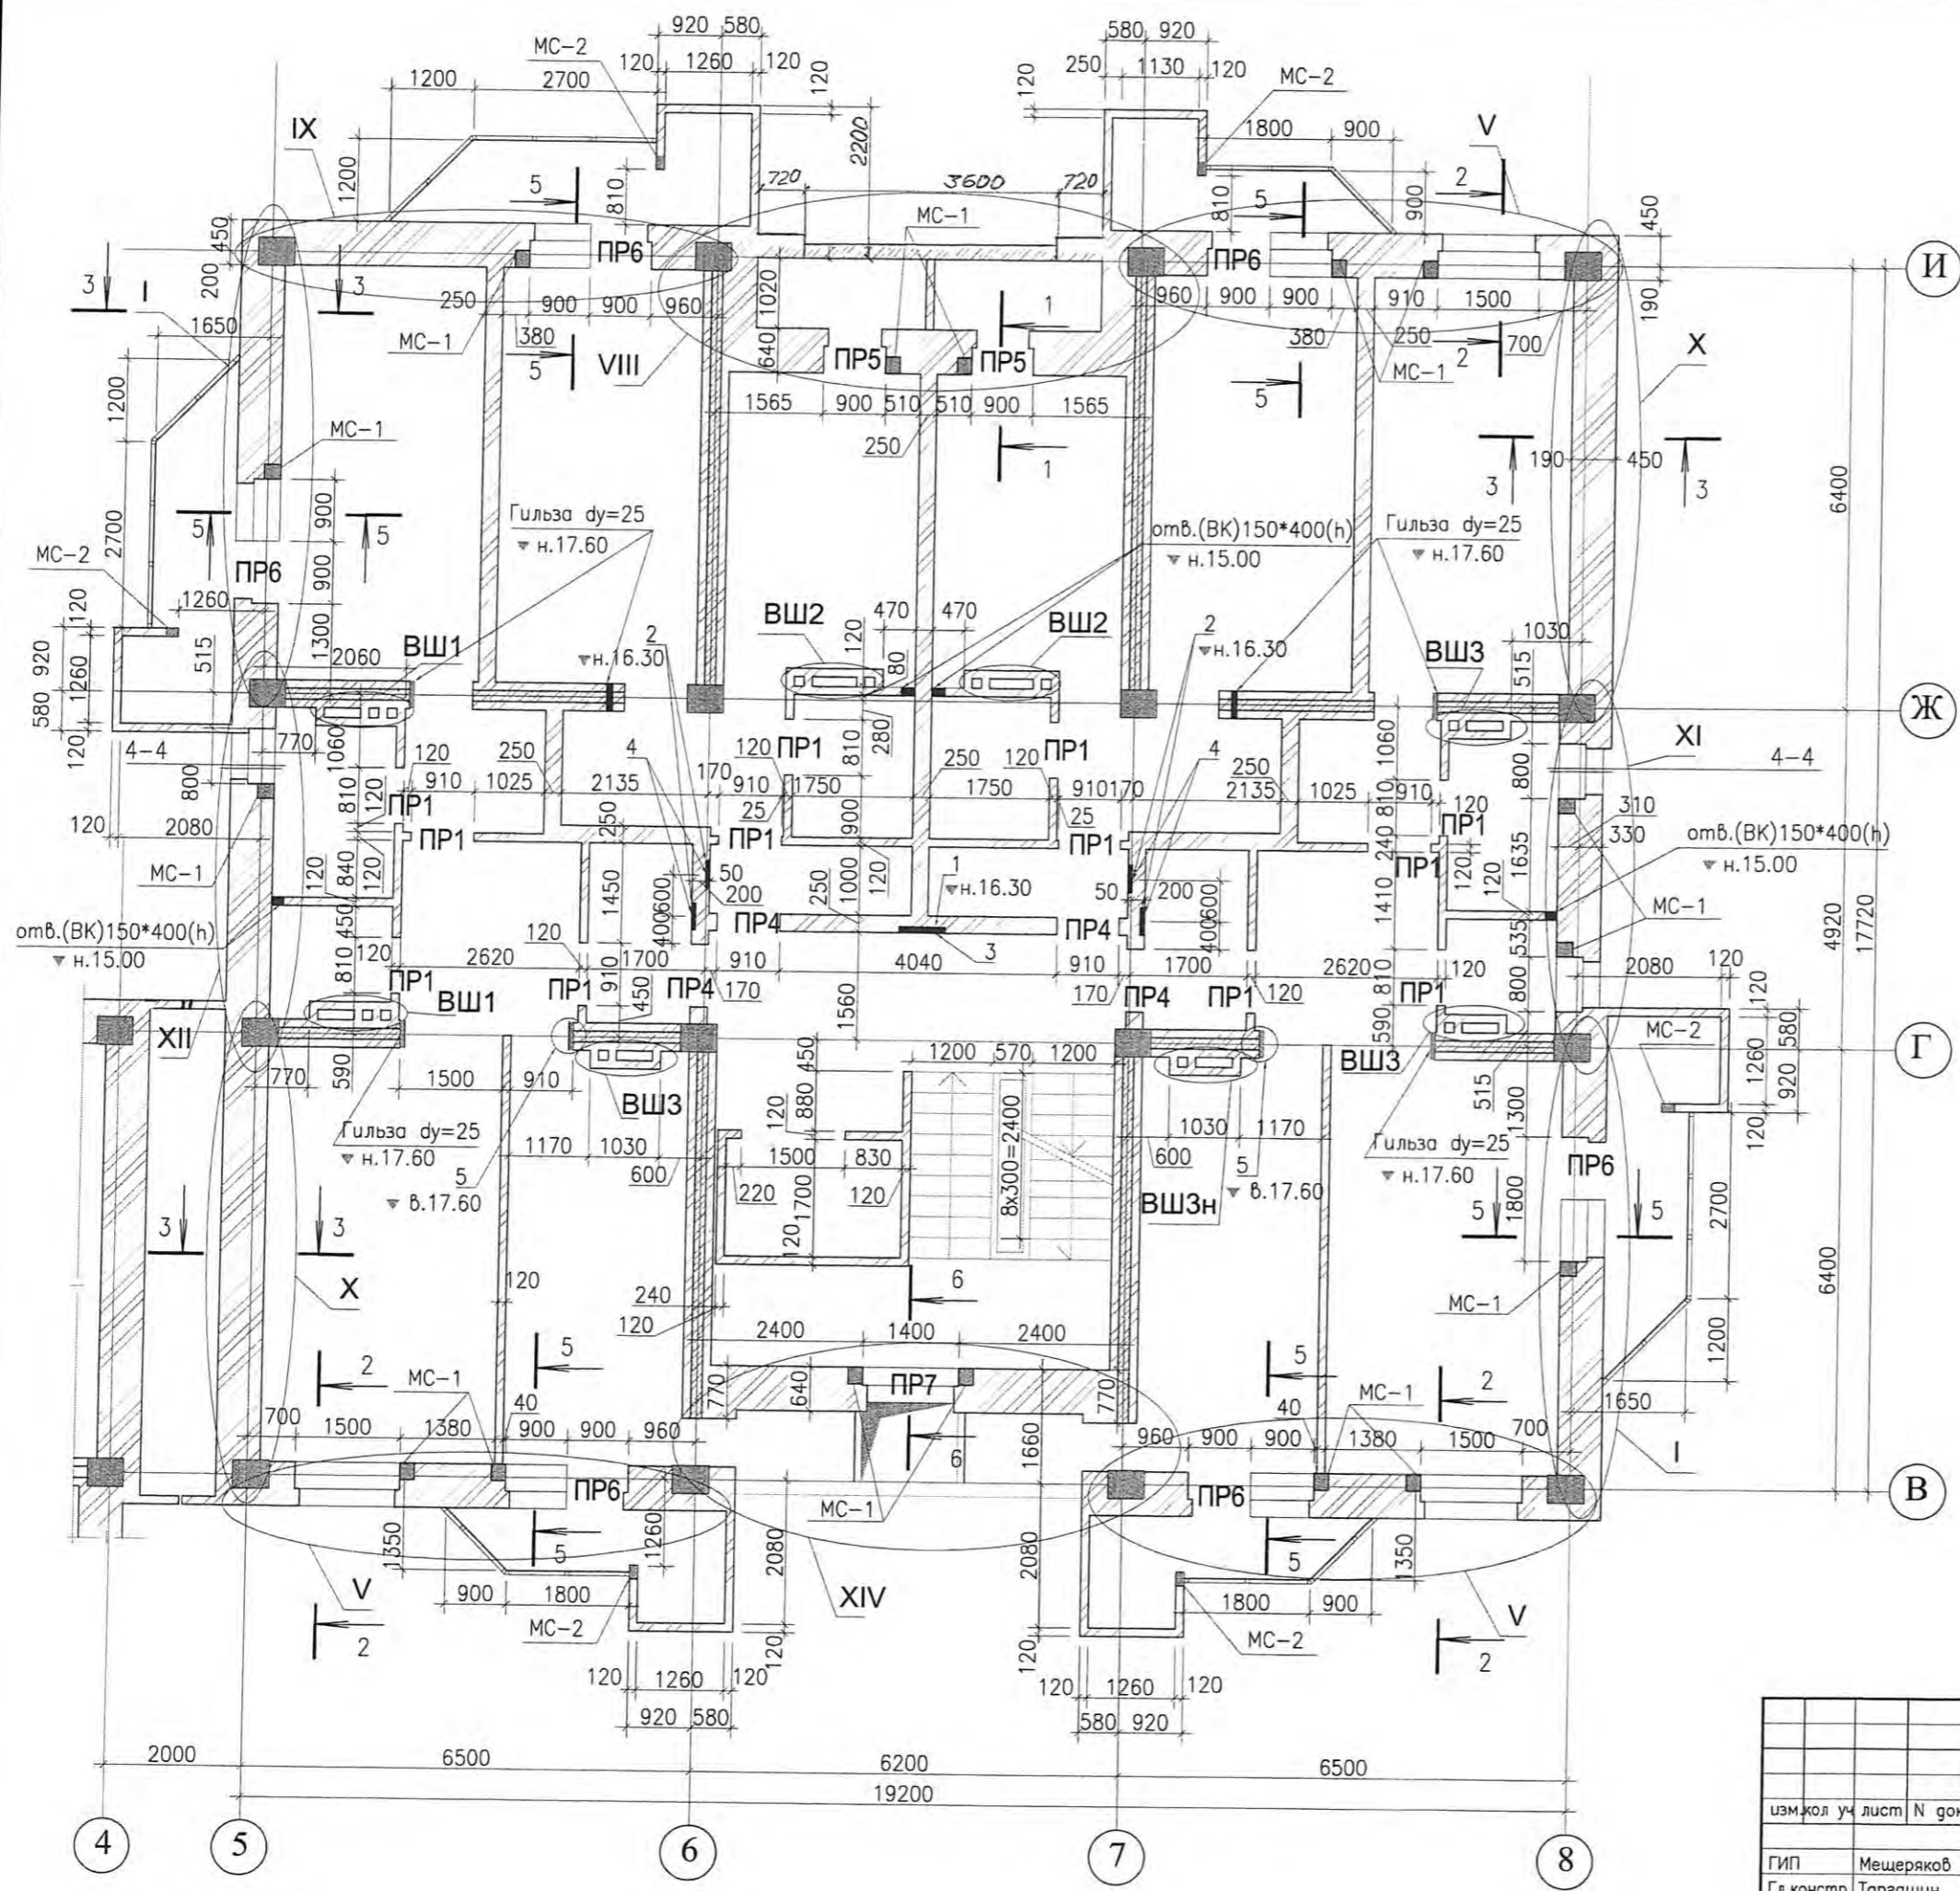 920 580
580 920
МС-2
120 1260 120
120
250 1130 120
120
МС-2
1200 2700
2200
1800 900
IX
V
1200
5
810
720 3600 720
МС-1
810
5
900
2
450
200
ПР6
ПР6
450
190
И
3
I
3
250 900 900 960
1020
1
960 900 900 910 1500
1650
МС-1
380
5
VIII
640
ПР5
ПР5
380
250
МС-1
2
700
X
1200
1565 900 510 510 900 1565
5
МС-1
250
1
190 450
3
3
6400
2700
900
Гильза dy=25
н.17.60
отв.(ВК)150*400(h)
н.15.00
Гильза dy=25
н.17.60
5
5
МС-2
ПР6
900
1260
120
1300
515
920
1260
580
120
2060
ВШ1
2
н.16.30
ВШ2
120
470 470
80
ВШ2
2
н.16.30
ВШ3
1030
515
Ж
770
1060
4-4
120
250
4
170
120
ПР1
810
280
250
ПР1
120
4
250
1060
XI
4-4
800
800
810
120
910 1025 2135 910 1750 1750 910 170 2135 1025 910
810
120
310
330
ПР1
ПР1
25
ПР1
900
25
ПР1
240
ПР1
ПР1
120 2080
250
МС-1
840
120
120
1450
50
200
400 600
250
1000
120
1
н.16.30
50
200
400 600
1410
120
120
1635
отв.(ВК)150*400(h)
н.15.00
МС-1
отв.(ВК)150*400(h)
н.15.00
450
120
ПР4
ПР4
3
535
4920
17720
810
120
2620 1700 910 4040 910 1700 2620
910
810
120
800
2080 120
ПР1
ВШ1
ПР1
450
ПР4
170
1560
170
ПР4
ПР1
120
ПР1
590
120
580
1260
920
МС-2
XII
Г
770
590
1500 910
450
1200 570 1200
ВШ3
515
1300
120
ВШ3
880
120
8х300=2400
Гильза dy=25
н.17.60
5
в.17.60
1170 1030
600
1500 830
220
120
1700
120
1030 1170
600
5
в.17.60
ВШ3н
Гильза dy=25
н.17.60
ПР6
3
3
5
1800
5
2700
X
120
240
120
6
МС-1
6400
2400 1400 2400
1200
2
5
5
2
МС-1
770
640
ПР7
770
МС-1
1650
700 1500 1380 40 900 900 960
6
1660
960 900 900 40 1380 1500 700
I
ПР6
МС-1
ПР6
В
1350
5
1260
2080
2080
5
1350
V
900 1800
XIV
1800 900
V
2
МС-2
120
120
МС-2
2
120 1260 120
120 1260 120
920 580
580 920
2000 6500 6200 6500
19200
изм. кол уч лист N док
4
5
6
7
8
ГИП Мещеряков